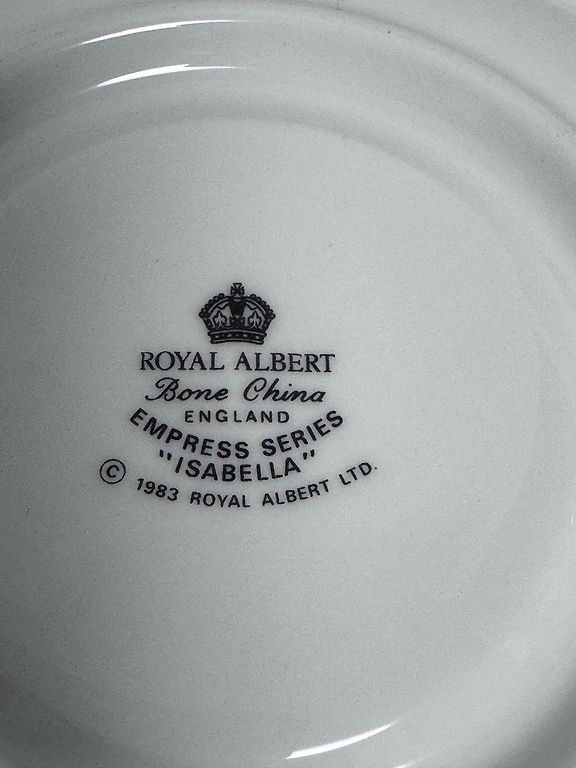 ROYAL ALBERT
Bone China
ENGLAND
EMPRESS SERIES
"ISABELLA"
© 1983 ROYAL ALBERT LTD.